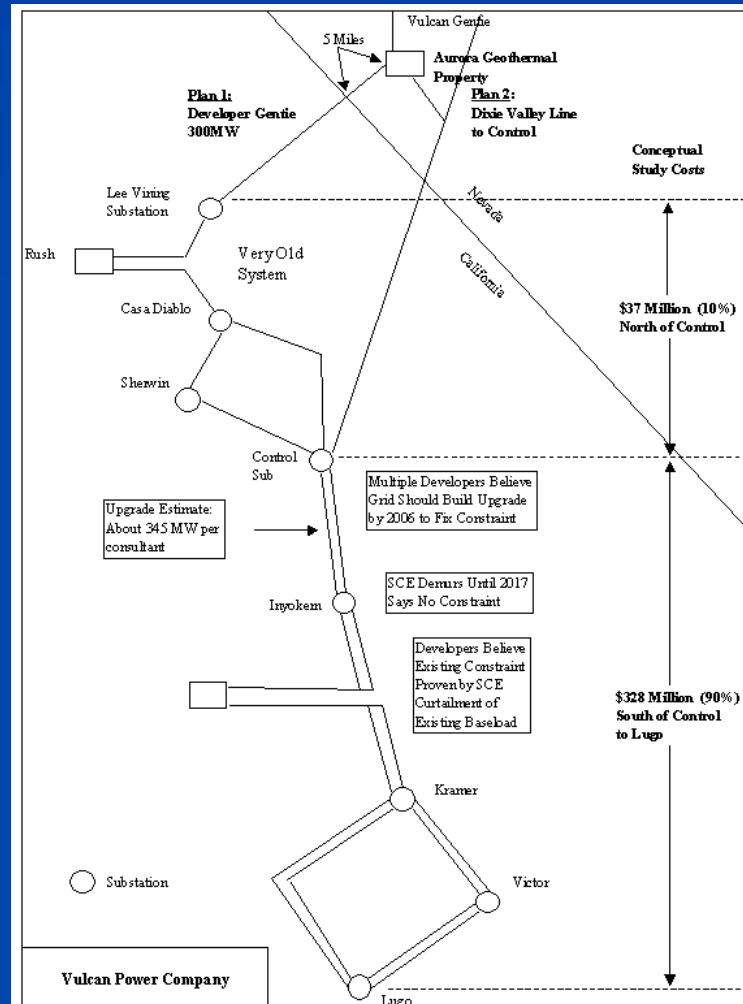 Vulcan Gentie
5 Miles
Aurora Geothermal
Property
Plan 1:
Developer Gentie
300MW
Plan 2:
Dixie Valley Line
to Control
Conceptual
Study Costs
Lee Vining
Substation
Nevada
California
Rush
Very Old
System
Casa Diablo
$37 Million (10%)
North of Control
Sherwin
Control
Sub
Multiple Developers Believe
Grid Should Build Upgrade
by 2006 to Fix Constraint
Upgrade Estimate:
About 345 MW per
consultant
SCE Demurs Until 2017
Says No Constraint
Inyokern
Developers Believe
Existing Constraint
Proven by SCE
Curtailment of
Existing Baseload
$328 Million (90%)
South of Control
to Lugo
Kramer
Substation
Victor
Vulcan Power Company
Lugo